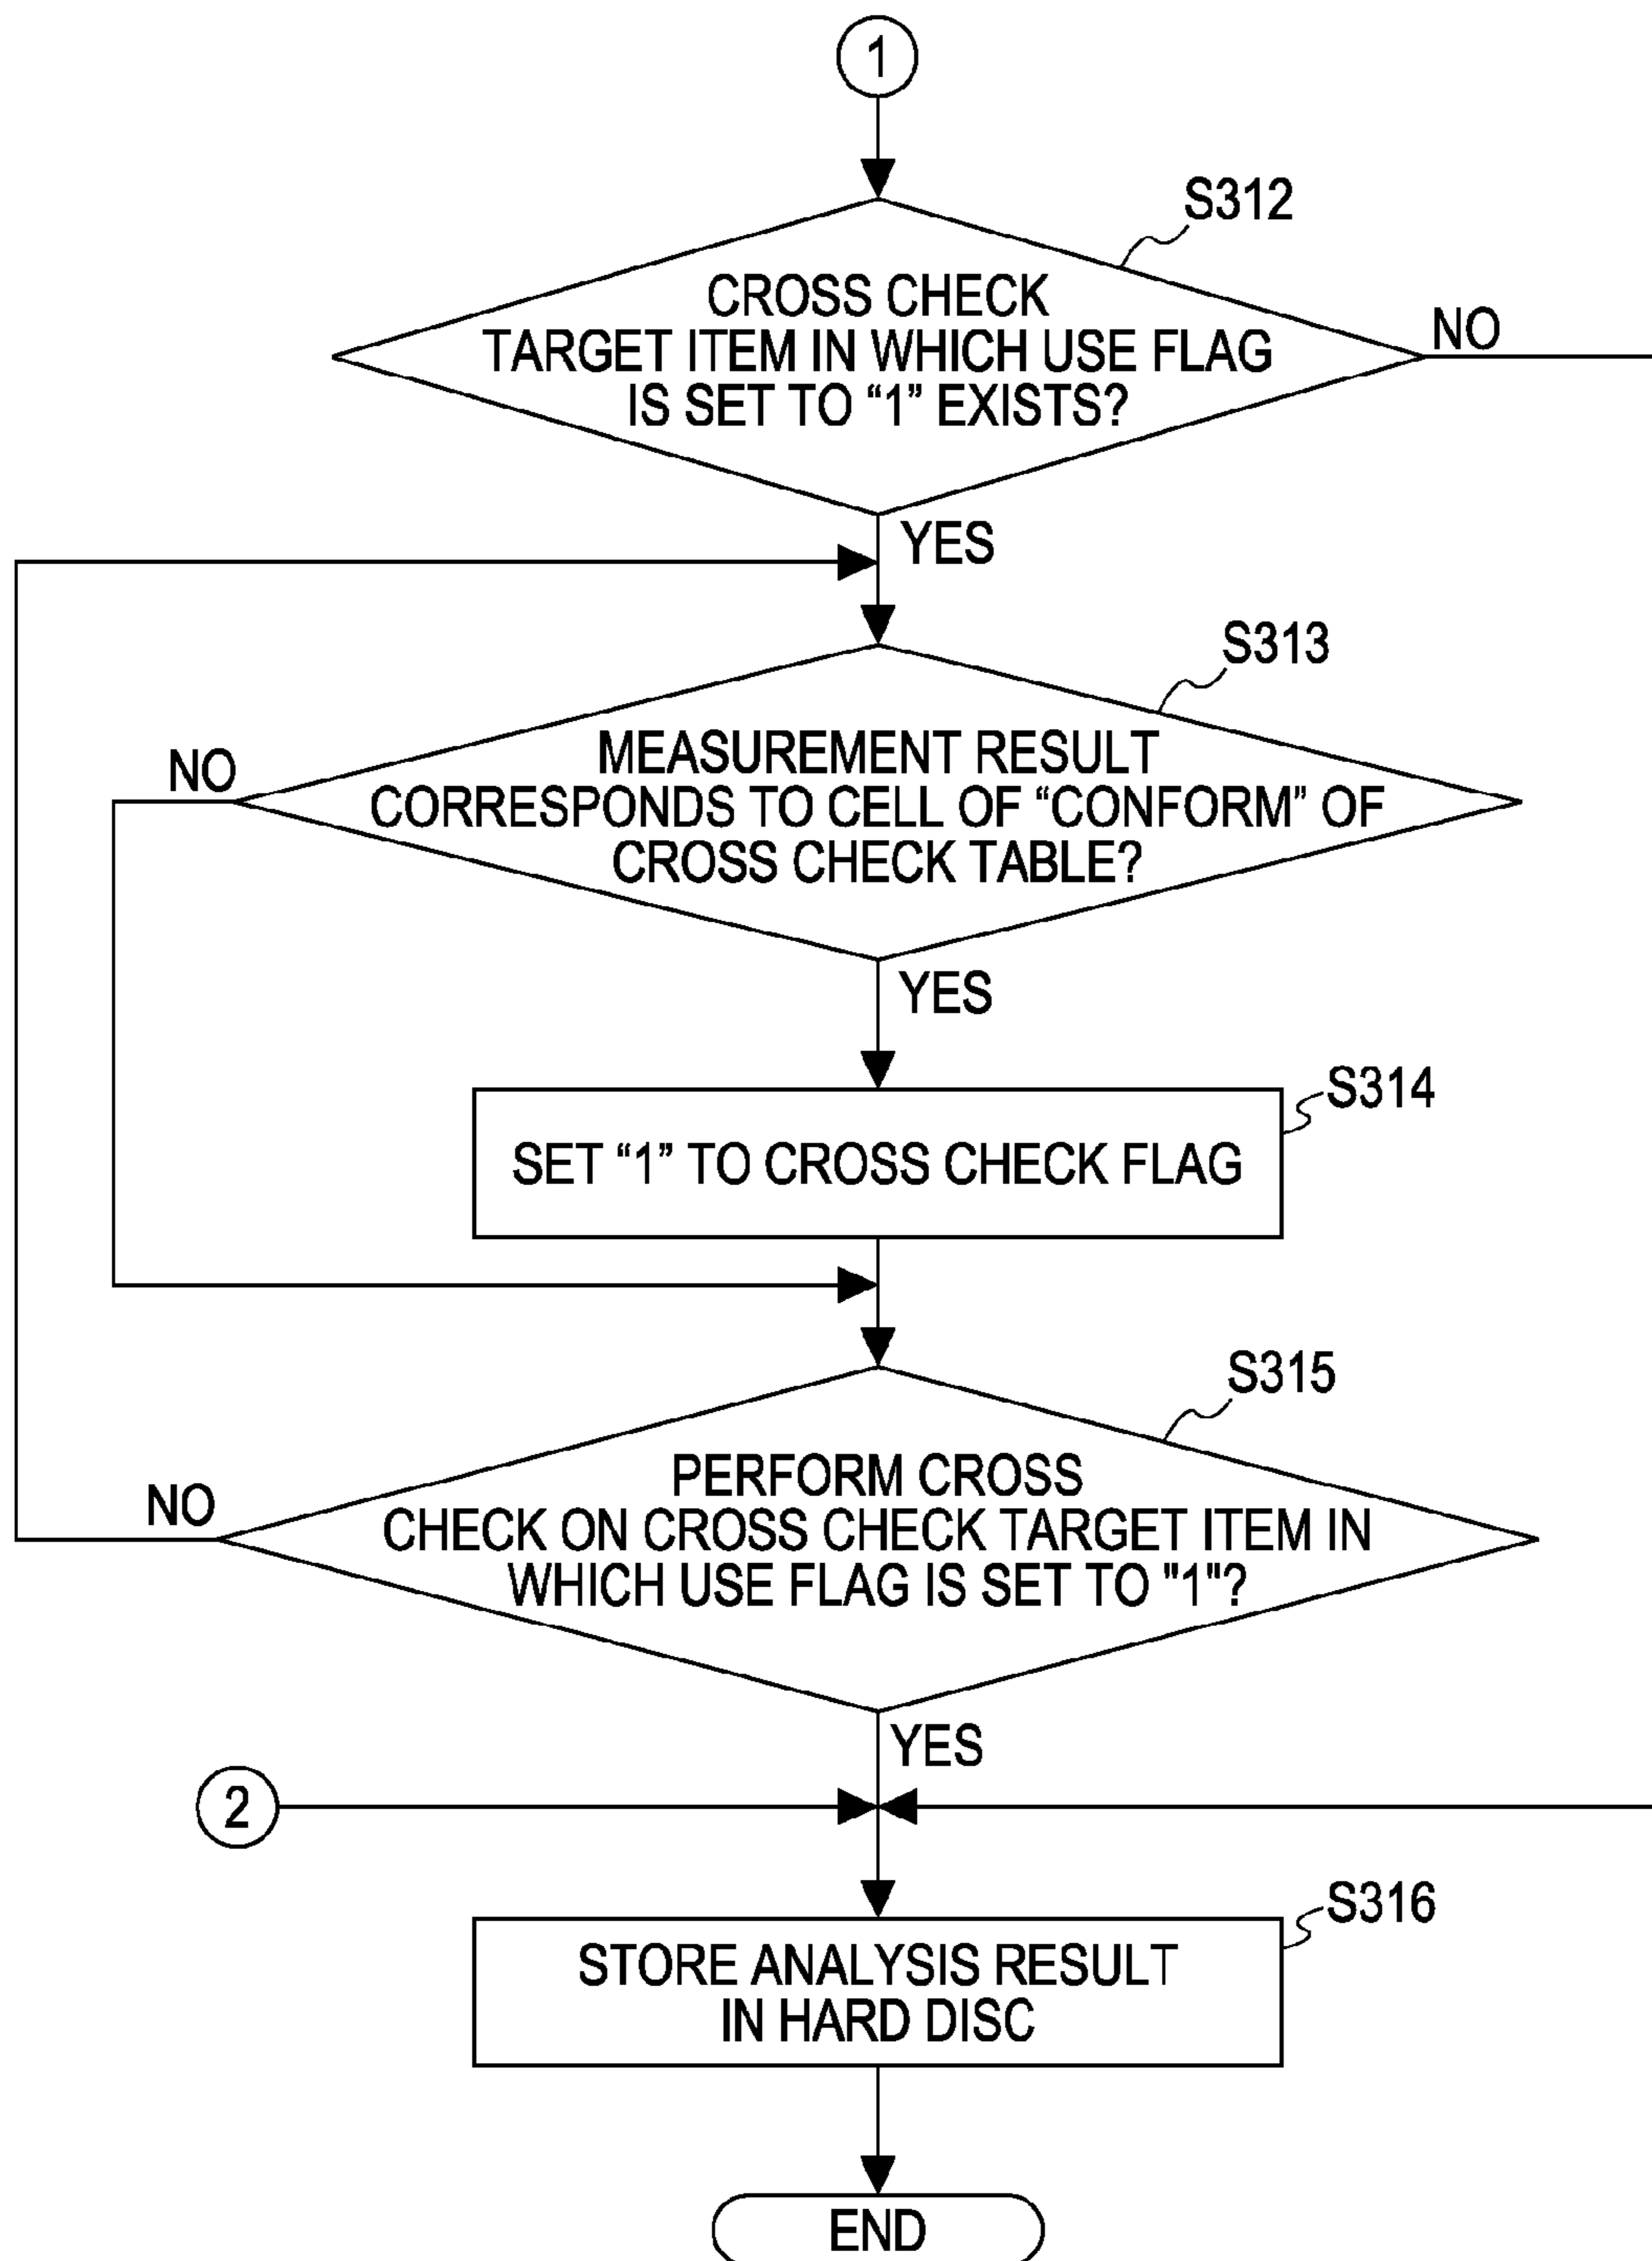 1
S312
CROSS CHECK
TARGET ITEM IN WHICH USE FLAG
IS SET TO “1” EXISTS?
NO
YES
S313
MEASUREMENT RESULT
CORRESPONDS TO CELL OF “CONFORM” OF
CROSS CHECK TABLE?
NO
YES
S314
SET “1” TO CROSS CHECK FLAG
S315
PERFORM CROSS
CHECK ON CROSS CHECK TARGET ITEM IN
WHICH USE FLAG IS SET TO "1"?
NO
YES
2
S316
STORE ANALYSIS RESULT
IN HARD DISC
END